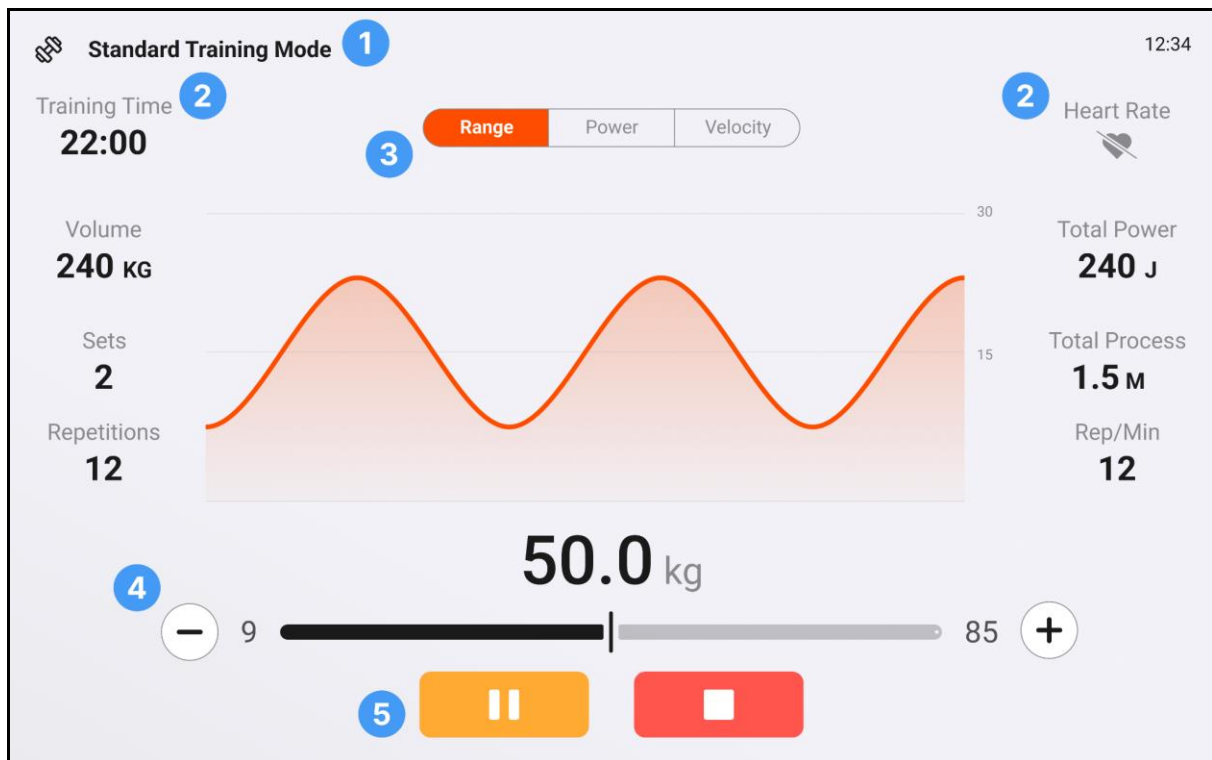 Standard Training Mode 1
12:34
Training Time 2
22:00
3
Range Power Velocity
2 Heart Rate
Volume
240 KG
Sets
2
Repetitions
12
30
15
Total Power
240 J
Total Process
1.5 M
Rep/Min
12
50.0 kg
4
− 9 85 +
5